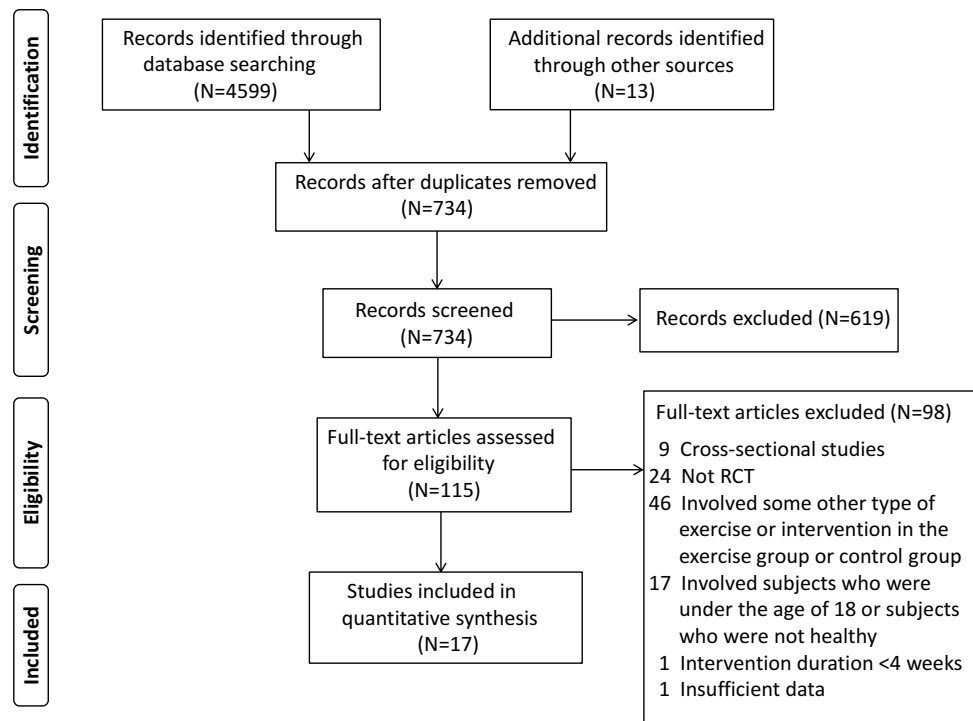 Identification
Records identified through
database searching
(N=4599)
Additional records identified
through other sources
(N=13)
Records after duplicates removed
(N=734)
Screening
Records screened
(N=734)
Records excluded (N=619)
Eligibility
Full-text articles assessed
for eligibility
(N=115)
Full-text articles excluded (N=98)
9 Cross-sectional studies
24 Not RCT
46 Involved some other type of
exercise or intervention in the
exercise group or control group
17 Involved subjects who were
under the age of 18 or subjects
who were not healthy
1 Intervention duration <4 weeks
1 Insufficient data
Included
Studies included in
quantitative synthesis
(N=17)